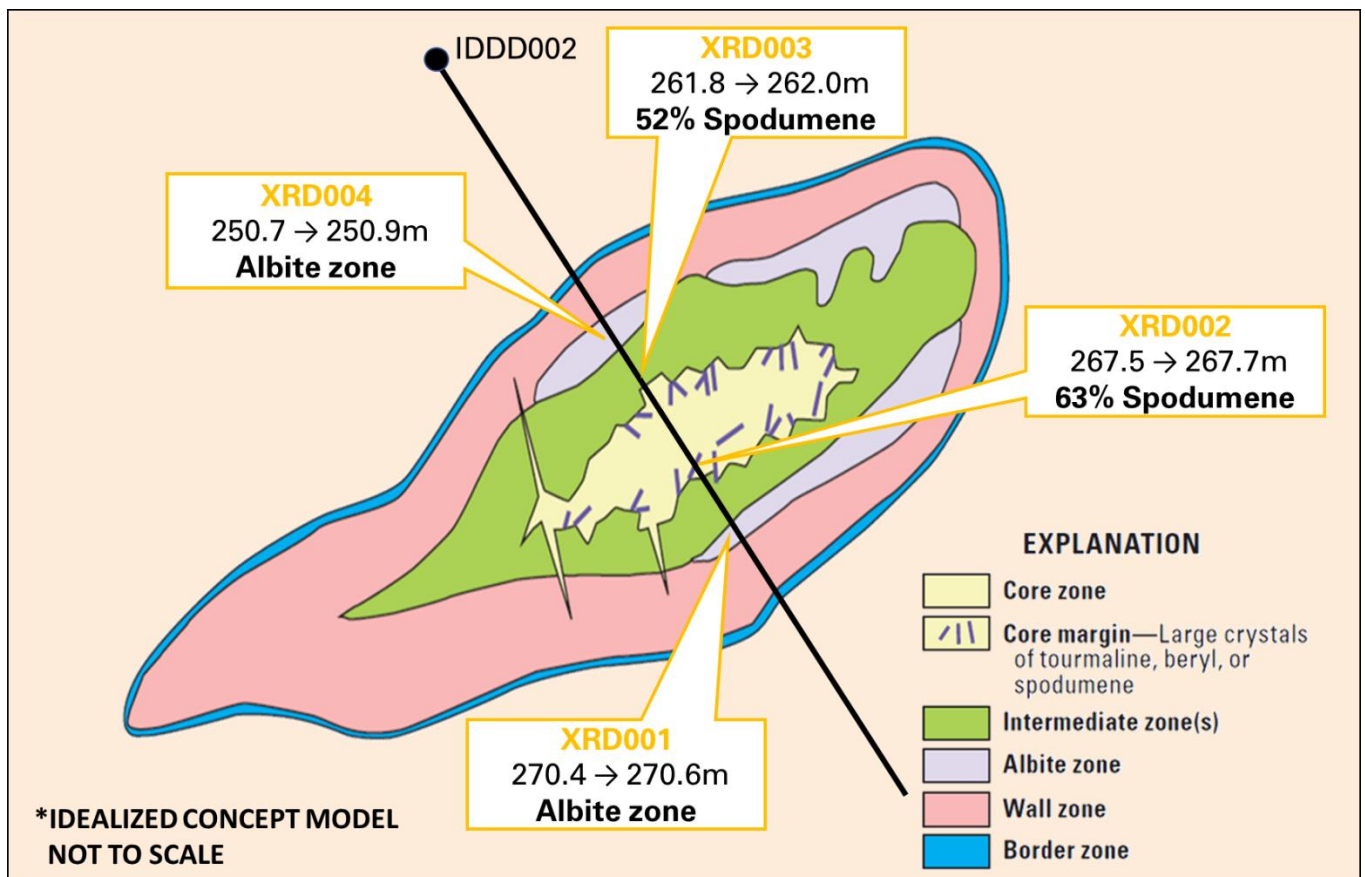 IDDD002
XRD003
261.8 → 262.0m
52% Spodumene
XRD004
250.7 → 250.9m
Albite zone
XRD002
267.5 → 267.7m
63% Spodumene
XRD001
270.4 → 270.6m
Albite zone
EXPLANATION
Core zone
Core margin—Large crystals
of tourmaline, beryl, or
spodumene
Intermediate zone(s)
Albite zone
Wall zone
Border zone
*IDEALIZED CONCEPT MODEL
NOT TO SCALE